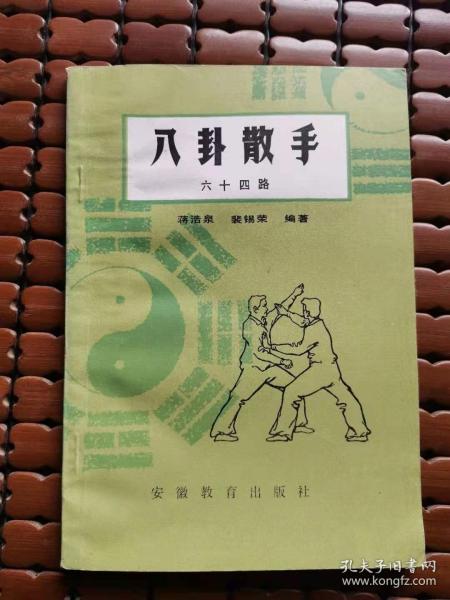 八卦散手
六十四路
蒋浩泉 裴锡荣 编著
安徽教育出版社
孔夫子旧书网
www.kongfz.com